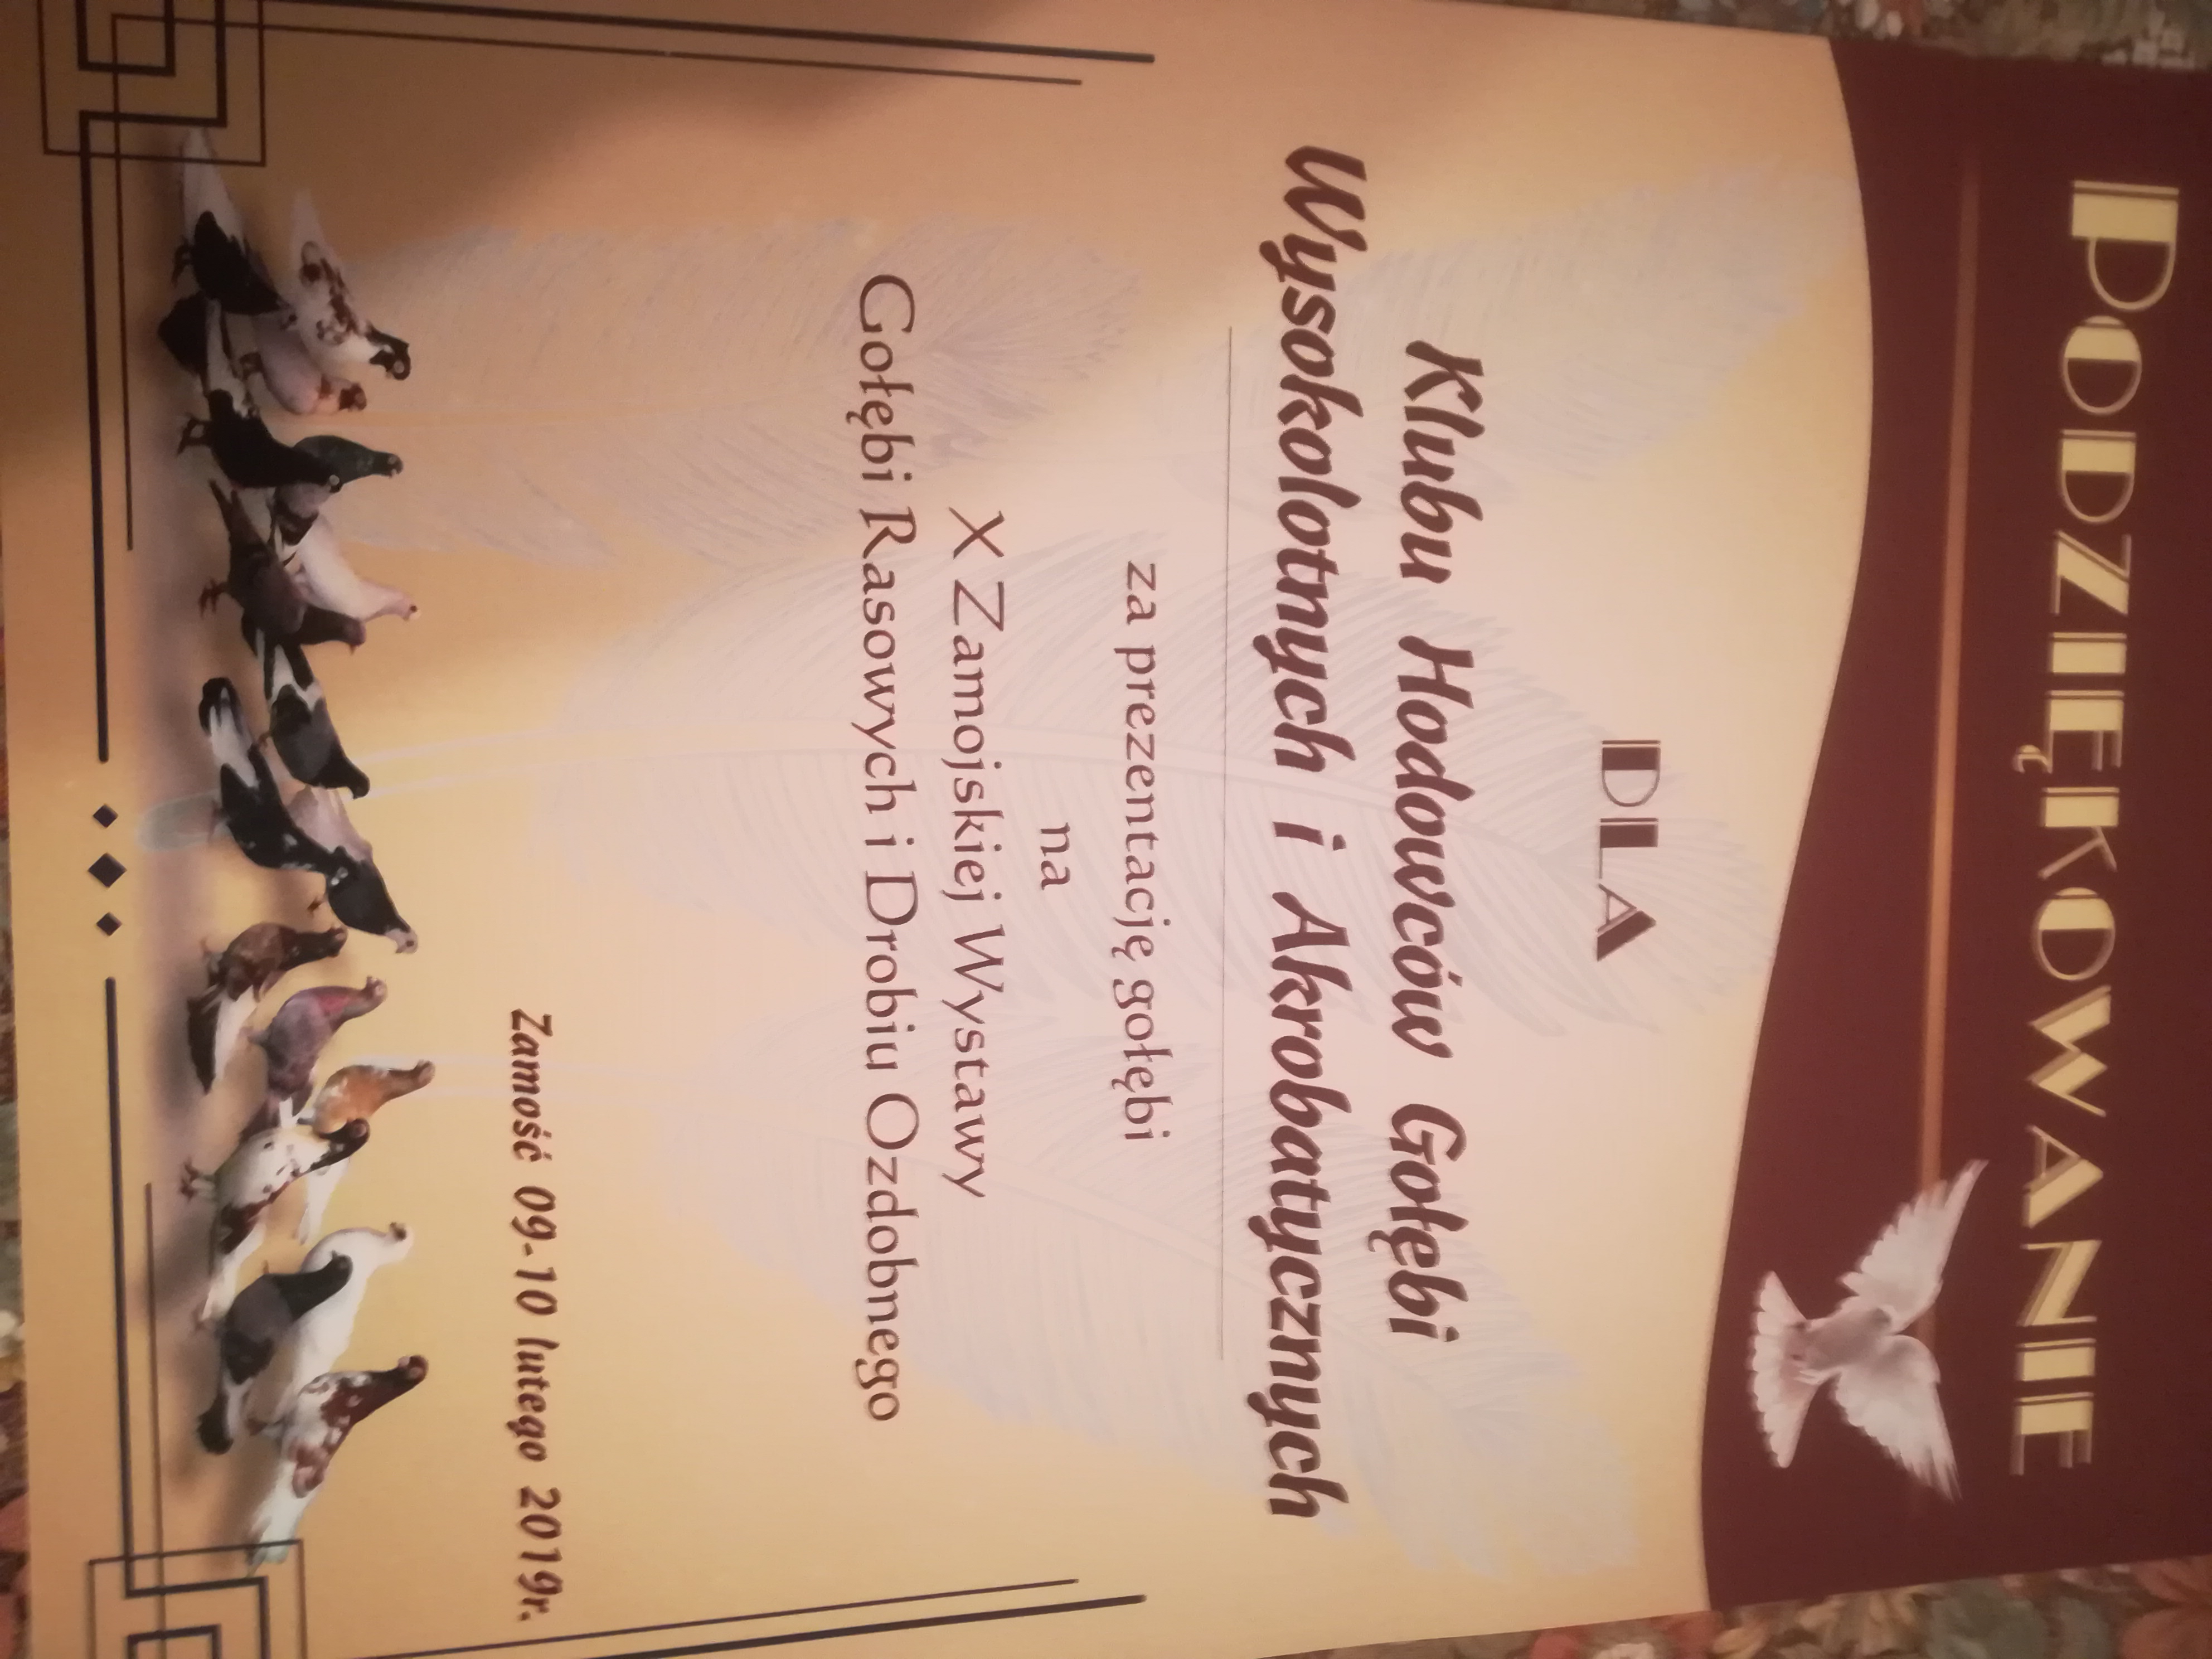 PODZIĘKOWANIE
DLA
Klubu Hodowców Gołębi
Wysokolotnych i Akrobatycznych
za prezentację gołębi
na
X Zamojskiej Wystawy
Gołębi Rasowych i Drobiu Ozdobnego
Zamość 09-10 lutego 2019r.